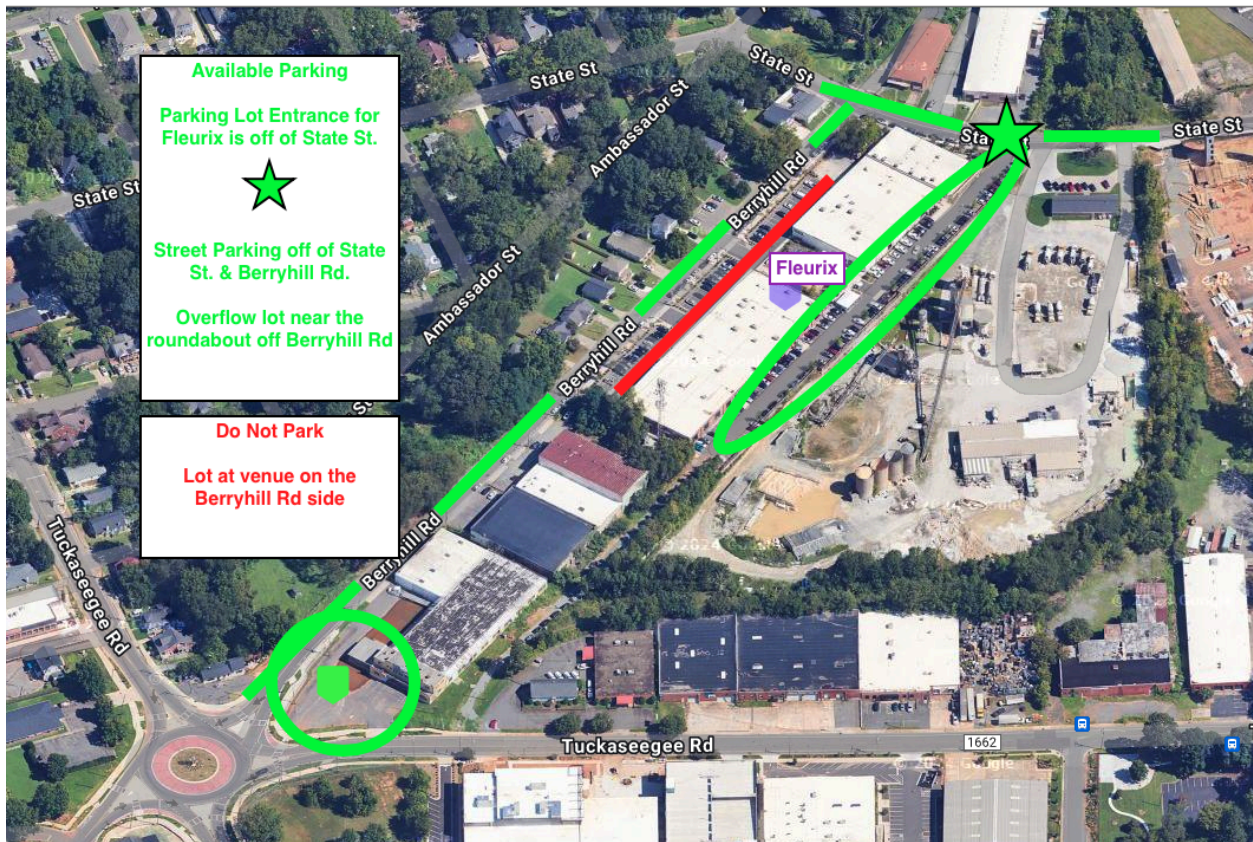 Available Parking
Parking Lot Entrance for
Fleurix is off of State St.
Street Parking off of State
St. & Berryhill Rd.
Overflow lot near the
roundabout off Berryhill Rd
Do Not Park
Lot at venue on the
Berryhill Rd side
State St
State St
State St
State St
Ambassador St
Ambassador St
Berryhill Rd
Berryhill Rd
Berryhill Rd
Fleurix
St
Tuckaseegee Rd
Tuckaseegee Rd
1662